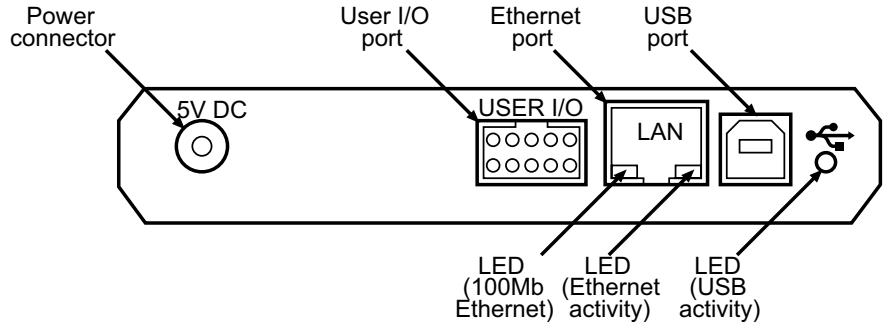 Power
connector
User I/O
port
Ethernet
port
USB
port
5V DC
USER I/O
LAN
LED
(100Mb
Ethernet)
LED
(Ethernet
activity)
LED
(USB
activity)